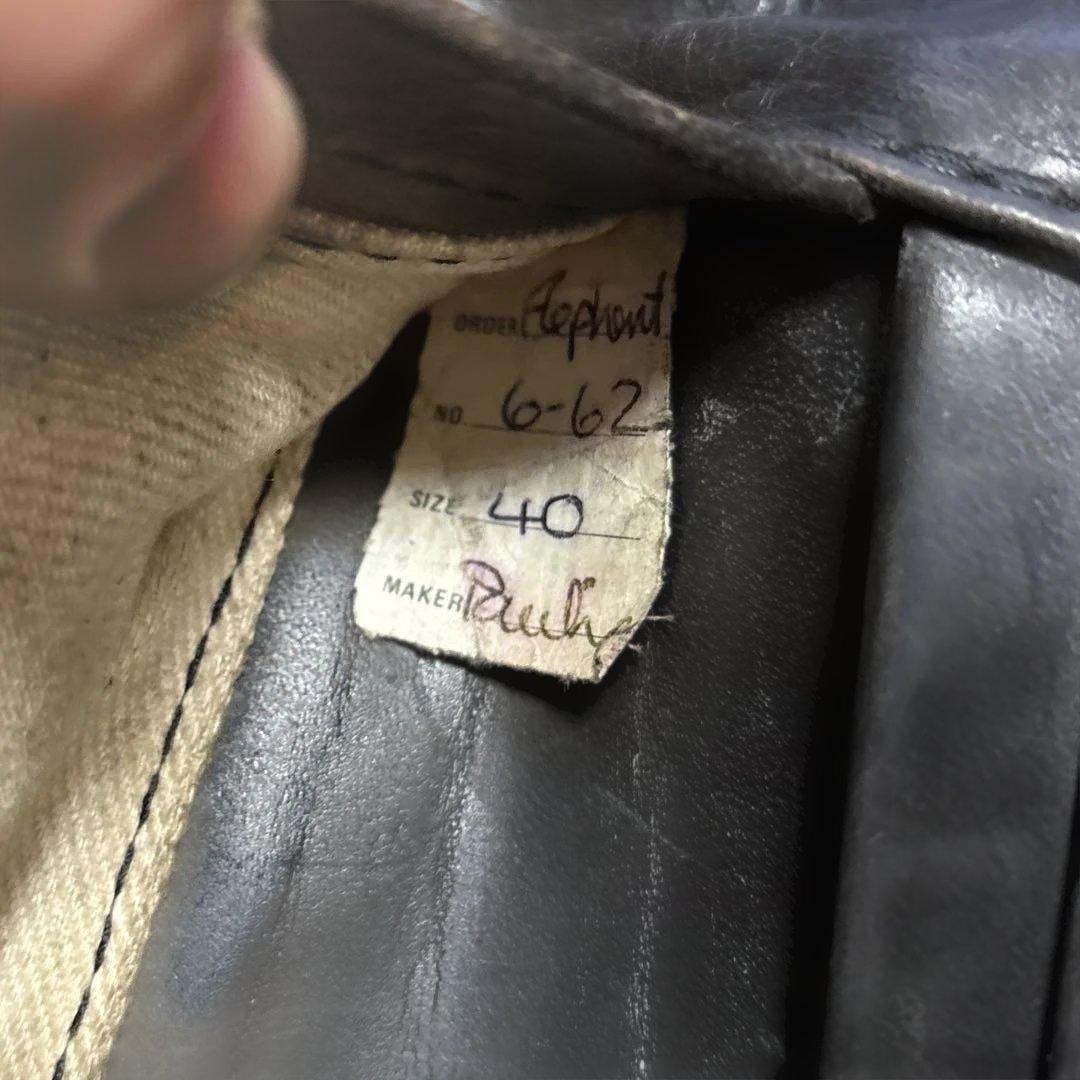 ORDER Elephant
NO 6-62
SIZE 40
MAKER